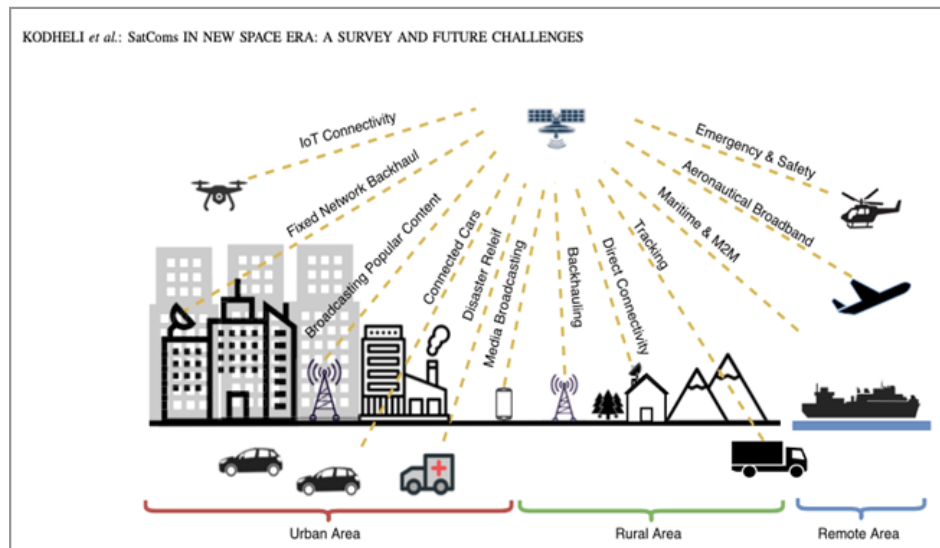 KODHELI et al.: SatComs IN NEW SPACE ERA: A SURVEY AND FUTURE CHALLENGES
IoT Connectivity
Fixed Network Backhaul
Broadcasting Popular Content
Connected Cars
Disaster Releif
Media Broadcasting
Backhauling
Direct Connectivity
Tracking
Maritime & M2M
Aeronautical Broadband
Emergency & Safety
Urban Area
Rural Area
Remote Area